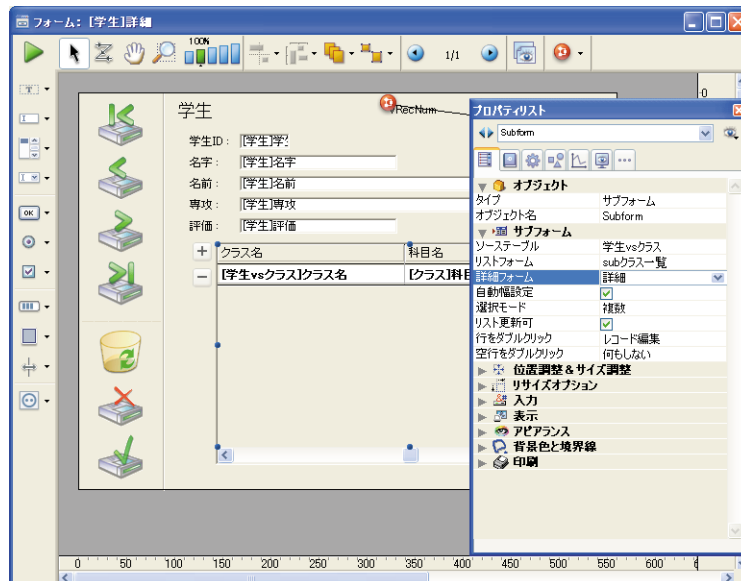 フォーム: [学生]詳細
100%
1/1
0
学生
vRecNum
学生ID: [学生]学
名字: [学生]名字
名前: [学生]名前
専攻: [学生]専攻
評価: [学生]評価
クラス名 科目名
[学生vsクラス]クラス名 [クラス]科目
OK
プロパティリスト
Subform
オブジェクト
タイプ サブフォーム
オブジェクト名 Subform
サブフォーム
ソーステーブル 学生vsクラス
リストフォーム subクラス一覧
詳細フォーム 詳細
自動幅設定
選択モード 複数
リスト更新可
行をダブルクリック レコード編集
空行をダブルクリック 何もしない
位置調整&サイズ調整
リサイズオプション
入力
表示
アピアランス
背景色と境界線
印刷
0 50 100 150 200 250 300 350 400 450 500 550 600